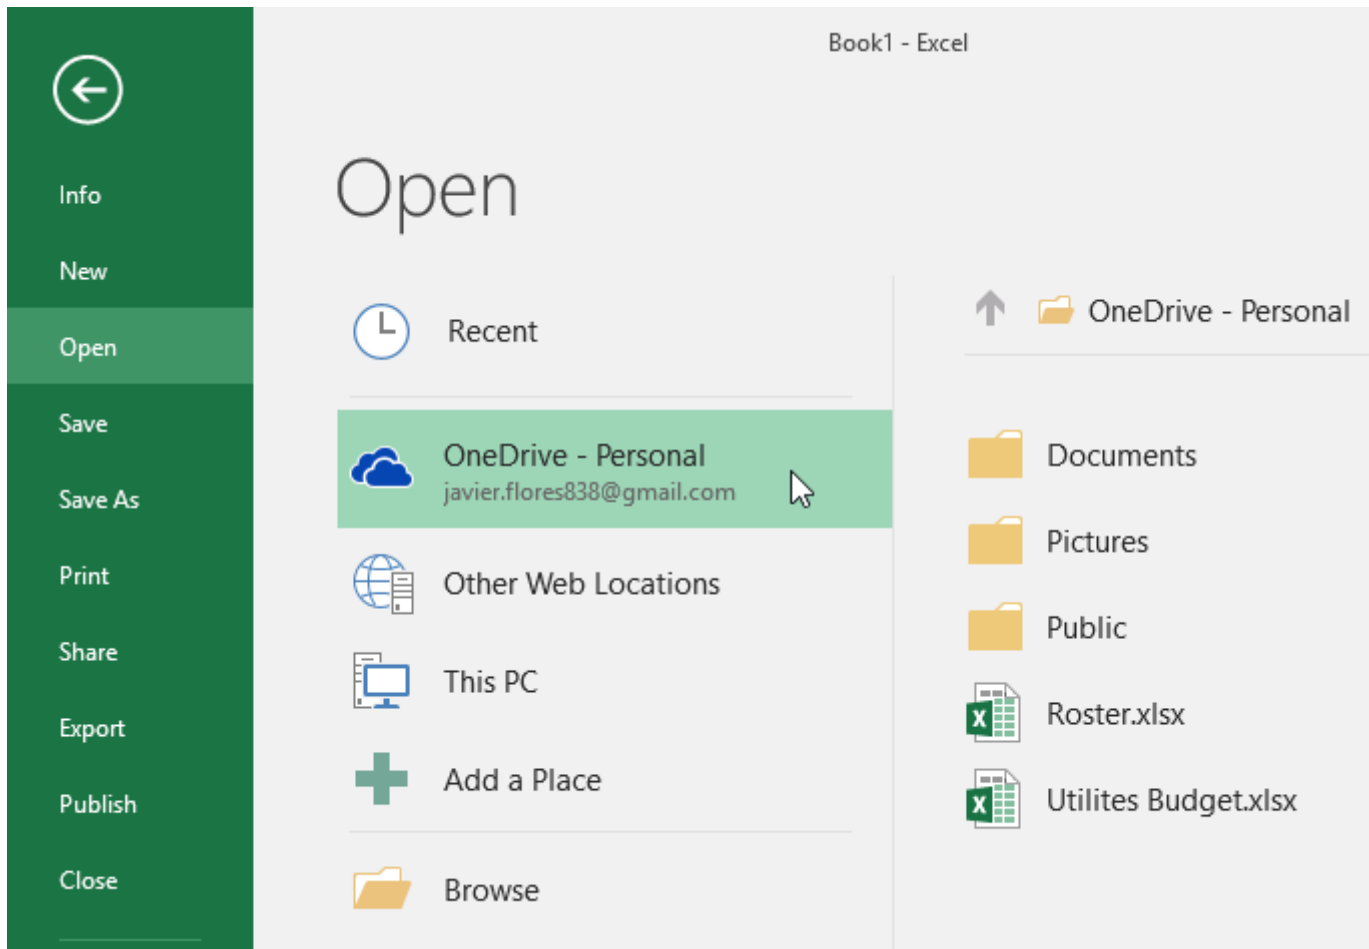 Book1 - Excel
Info
New
Open
Save
Save As
Print
Share
Export
Publish
Close
Open
Recent
OneDrive - Personal
javier.flores838@gmail.com
Other Web Locations
This PC
Add a Place
Browse
OneDrive - Personal
Documents
Pictures
Public
Roster.xlsx
Utilites Budget.xlsx